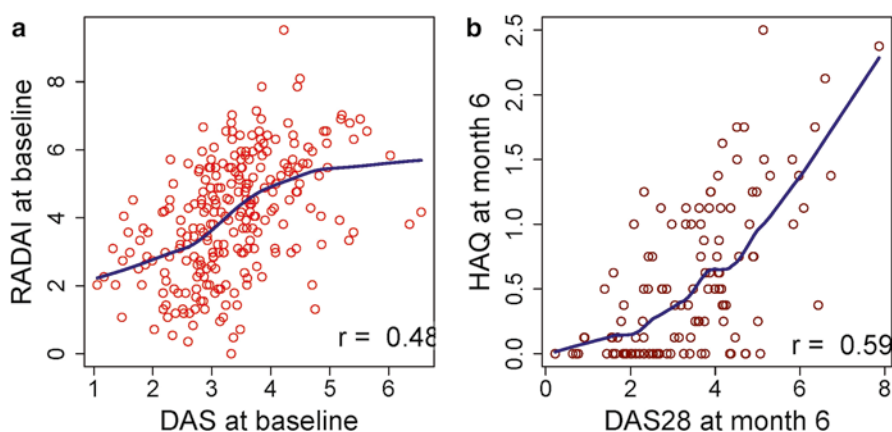 a
RADAI at baseline
8
6
4
2
0
1 2 3 4 5 6
DAS at baseline
r = 0.48
b
HAQ at month 6
2.5
2.0
1.5
1.0
0.5
0.0
0 2 4 6 8
DAS28 at month 6
r = 0.59